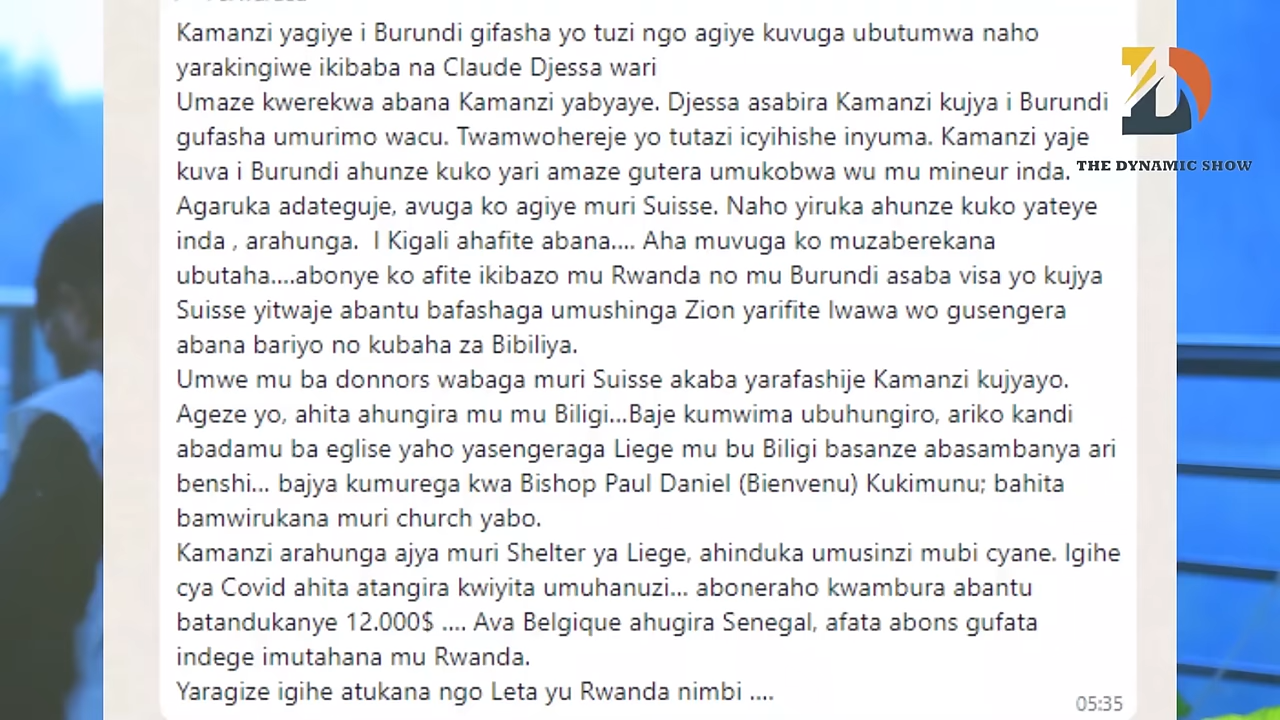 Kamanzi yagiye i Burundi gifasha yo tuzi ngo agiye kuvuga ubutumwa naho
yarakingiwe ikibaba na Claude Djessa wari
Umaze kwerekwa abana Kamanzi yabyaye. Djessa asabira Kamanzi kujya i Burundi
gufasha umurimo wacu. Twamwohereje yo tutazi icyihishe inyuma. Kamanzi yaje
kuva i Burundi ahunze kuko yari amaze gutera umukobwa wu mu mineur inda.
THE DYNAMIC SHOW
Agaruka adateguje, avuga ko agiye muri Suisse. Naho yiruka ahunze kuko yateye
inda , arahunga.  I Kigali ahafite abana.... Aha muvuga ko muzaberekana
ubutaha....abonye ko afite ikibazo mu Rwanda no mu Burundi asaba visa yo kujya
Suisse yitwaje abantu bafashaga umushinga Zion yarifite Iwawa wo gusengera
abana bariyo no kubaha za Bibiliya.
Umwe mu ba donnors wabaga muri Suisse akaba yarafashije Kamanzi kujyayo.
Ageze yo, ahita ahungira mu mu Biligi...Baje kumwima ubuhungiro, ariko kandi
abadamu ba eglise yaho yasengeraga Liege mu bu Biligi basanze abasambanya ari
benshi... bajya kumurega kwa Bishop Paul Daniel (Bienvenu) Kukimunu; bahita
bamwirukana muri church yabo.
Kamanzi arahunga ajya muri Shelter ya Liege, ahinduka umusinzi mubi cyane. Igihe
cya Covid ahita atangira kwiyita umuhanuzi... aboneraho kwambura abantu
batandukanye 12.000$ .... Ava Belgique ahugira Senegal, afata abons gufata
indege imutahana mu Rwanda.
Yaragize igihe atukana ngo Leta yu Rwanda nimbi ....
05:35